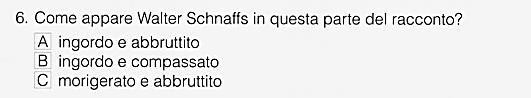 6. Come appare Walter Schnaffs in questa parte del racconto?
A ingordo e abbruttito
B ingordo e compassato
C morigerato e abbruttito